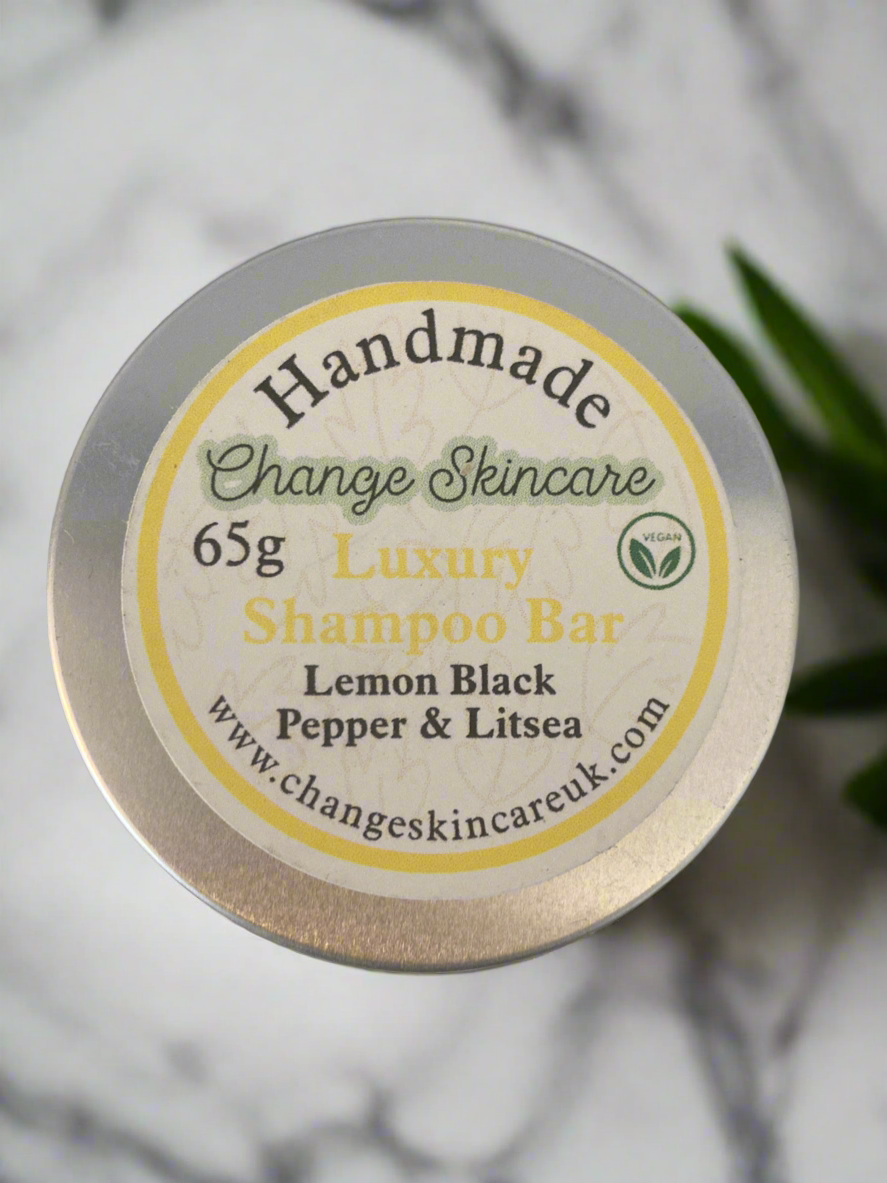 Handmade
Change Skincare
65g
VEGAN
Luxury
Shampoo Bar
Lemon Black
Pepper & Litsea
www.changeskincareuk.com